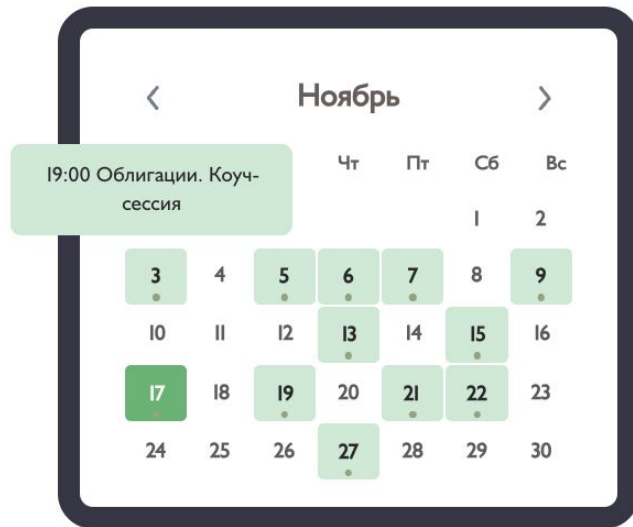 Ноябрь
19:00 Облигации. Коуч-
сессия
Чт Пт Сб Вс
1 2
3 4 5 6 7 8 9
10 11 12 13 14 15 16
17 18 19 20 21 22 23
24 25 26 27 28 29 30